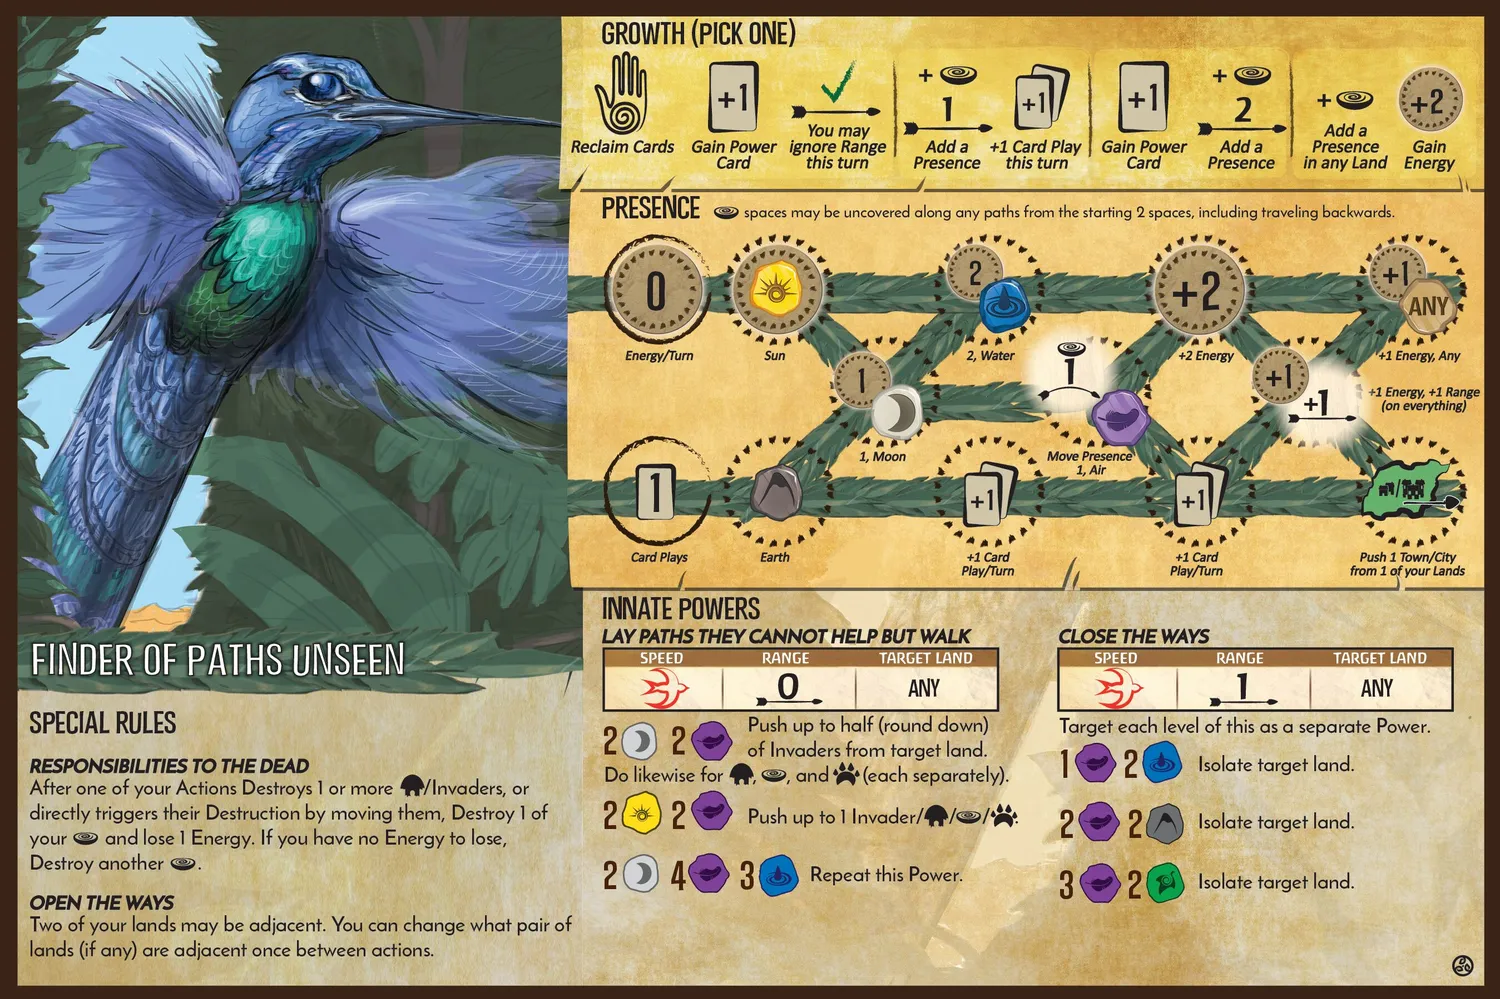 GROWTH (PICK ONE)
Reclaim Cards
+1
Gain Power
Card
You may
ignore Range
this turn
+
1
Add a
Presence
+1
+1 Card Play
this turn
+1
Gain Power
Card
+
2
Add a
Presence
+
Add a
Presence
in any Land
+2
Gain
Energy
PRESENCE
spaces may be uncovered along any paths from the starting 2 spaces, including traveling backwards.
0
Energy/Turn
Sun
2
2, Water
+2
+2 Energy
+1
ANY
+1 Energy, Any
1
1, Moon
1
Move Presence
1, Air
+1
+1
+1 Energy, +1 Range
(on everything)
1
Card Plays
Earth
+1
+1 Card
Play/Turn
+1
+1 Card
Play/Turn
/
Push 1 Town/City
from 1 of your Lands
FINDER OF PATHS UNSEEN
SPECIAL RULES
RESPONSIBILITIES TO THE DEAD
After one of your Actions Destroys 1 or more /Invaders, or
directly triggers their Destruction by moving them, Destroy 1 of
your and lose 1 Energy. If you have no Energy to lose,
Destroy another .
OPEN THE WAYS
Two of your lands may be adjacent. You can change what pair of
lands (if any) are adjacent once between actions.
INNATE POWERS
LAY PATHS THEY CANNOT HELP BUT WALK
SPEED RANGE TARGET LAND
0 ANY
2 2 Push up to half (round down)
of Invaders from target land.
Do likewise for , , and (each separately).
2 2 Push up to 1 Invader/ / / .
2 4 3 Repeat this Power.
CLOSE THE WAYS
SPEED RANGE TARGET LAND
1 ANY
Target each level of this as a separate Power.
1 2 Isolate target land.
2 2 Isolate target land.
3 2 Isolate target land.